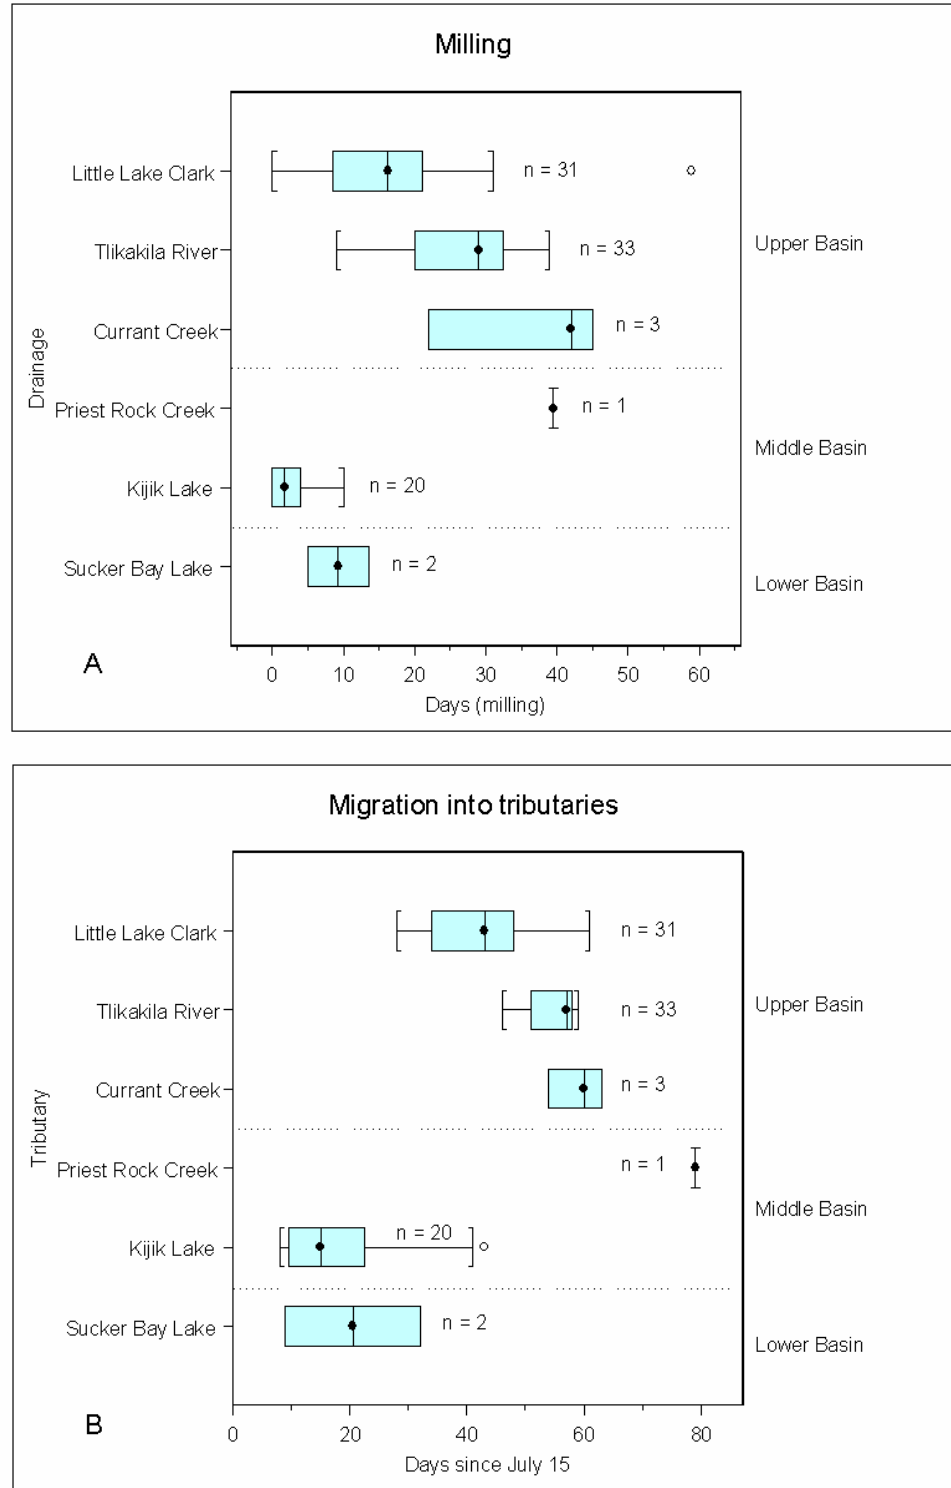 Milling
Little Lake Clark
n = 31
Tlikakila River
n = 33
Upper Basin
Currant Creek
n = 3
Drainage
Priest Rock Creek
n = 1
Middle Basin
Kijik Lake
n = 20
Sucker Bay Lake
n = 2
Lower Basin
A
0 10 20 30 40 50 60
Days (milling)
Migration into tributaries
Little Lake Clark
n = 31
Tlikakila River
n = 33
Upper Basin
Currant Creek
n = 3
Tributary
Priest Rock Creek
n = 1
Middle Basin
Kijik Lake
n = 20
Sucker Bay Lake
n = 2
Lower Basin
B
0 20 40 60 80
Days since July 15